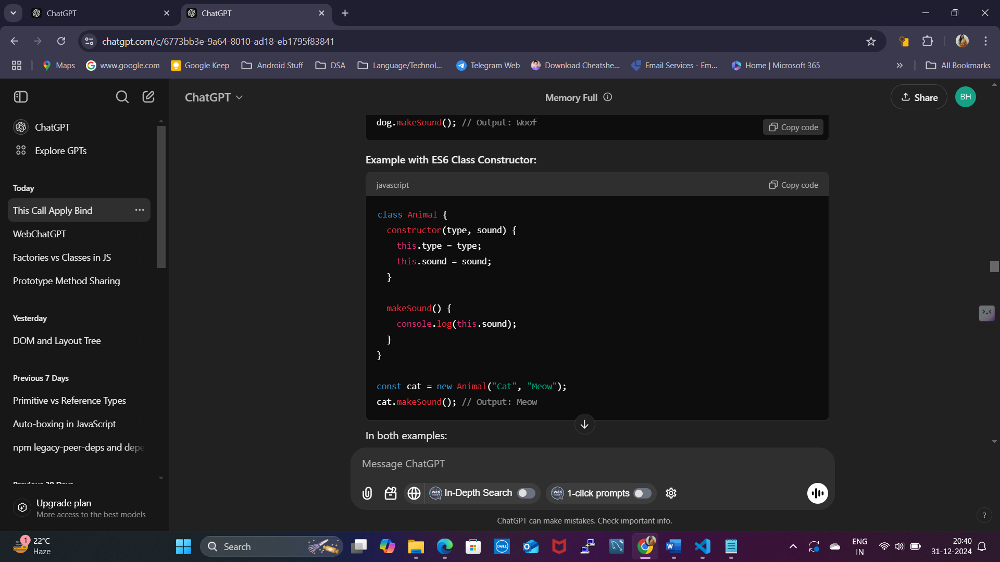 ChatGPT
ChatGPT
chatgpt.com/c/6773bb3e-9a64-8010-ad18-eb1795f83841
Maps
www.google.com
Google Keep
Android Stuff
DSA
Language/Technol...
Telegram Web
Download Cheatshe...
Email Services - Em...
Home | Microsoft 365
All Bookmarks
ChatGPT
Memory Full
Share
BH
ChatGPT
Explore GPTs
Today
This Call Apply Bind
WebChatGPT
Factories vs Classes in JS
Prototype Method Sharing
Yesterday
DOM and Layout Tree
Previous 7 Days
Primitive vs Reference Types
Auto-boxing in JavaScript
npm legacy-peer-deps and depe
Previous 30 Days
Upgrade plan
More access to the best models
dog.makeSound(); // Output: Woof
Copy code
Example with ES6 Class Constructor:
javascript
Copy code
class Animal {
constructor(type, sound) {
this.type = type;
this.sound = sound;
}
makeSound() {
console.log(this.sound);
}
}
const cat = new Animal("Cat", "Meow");
cat.makeSound(); // Output: Meow
In both examples:
Message ChatGPT
Web
In-Depth Search
Web
1-click prompts
ChatGPT can make mistakes. Check important info.
?
1
22°C
Haze
Search
DELL
ENG
IN
20:40
31-12-2024